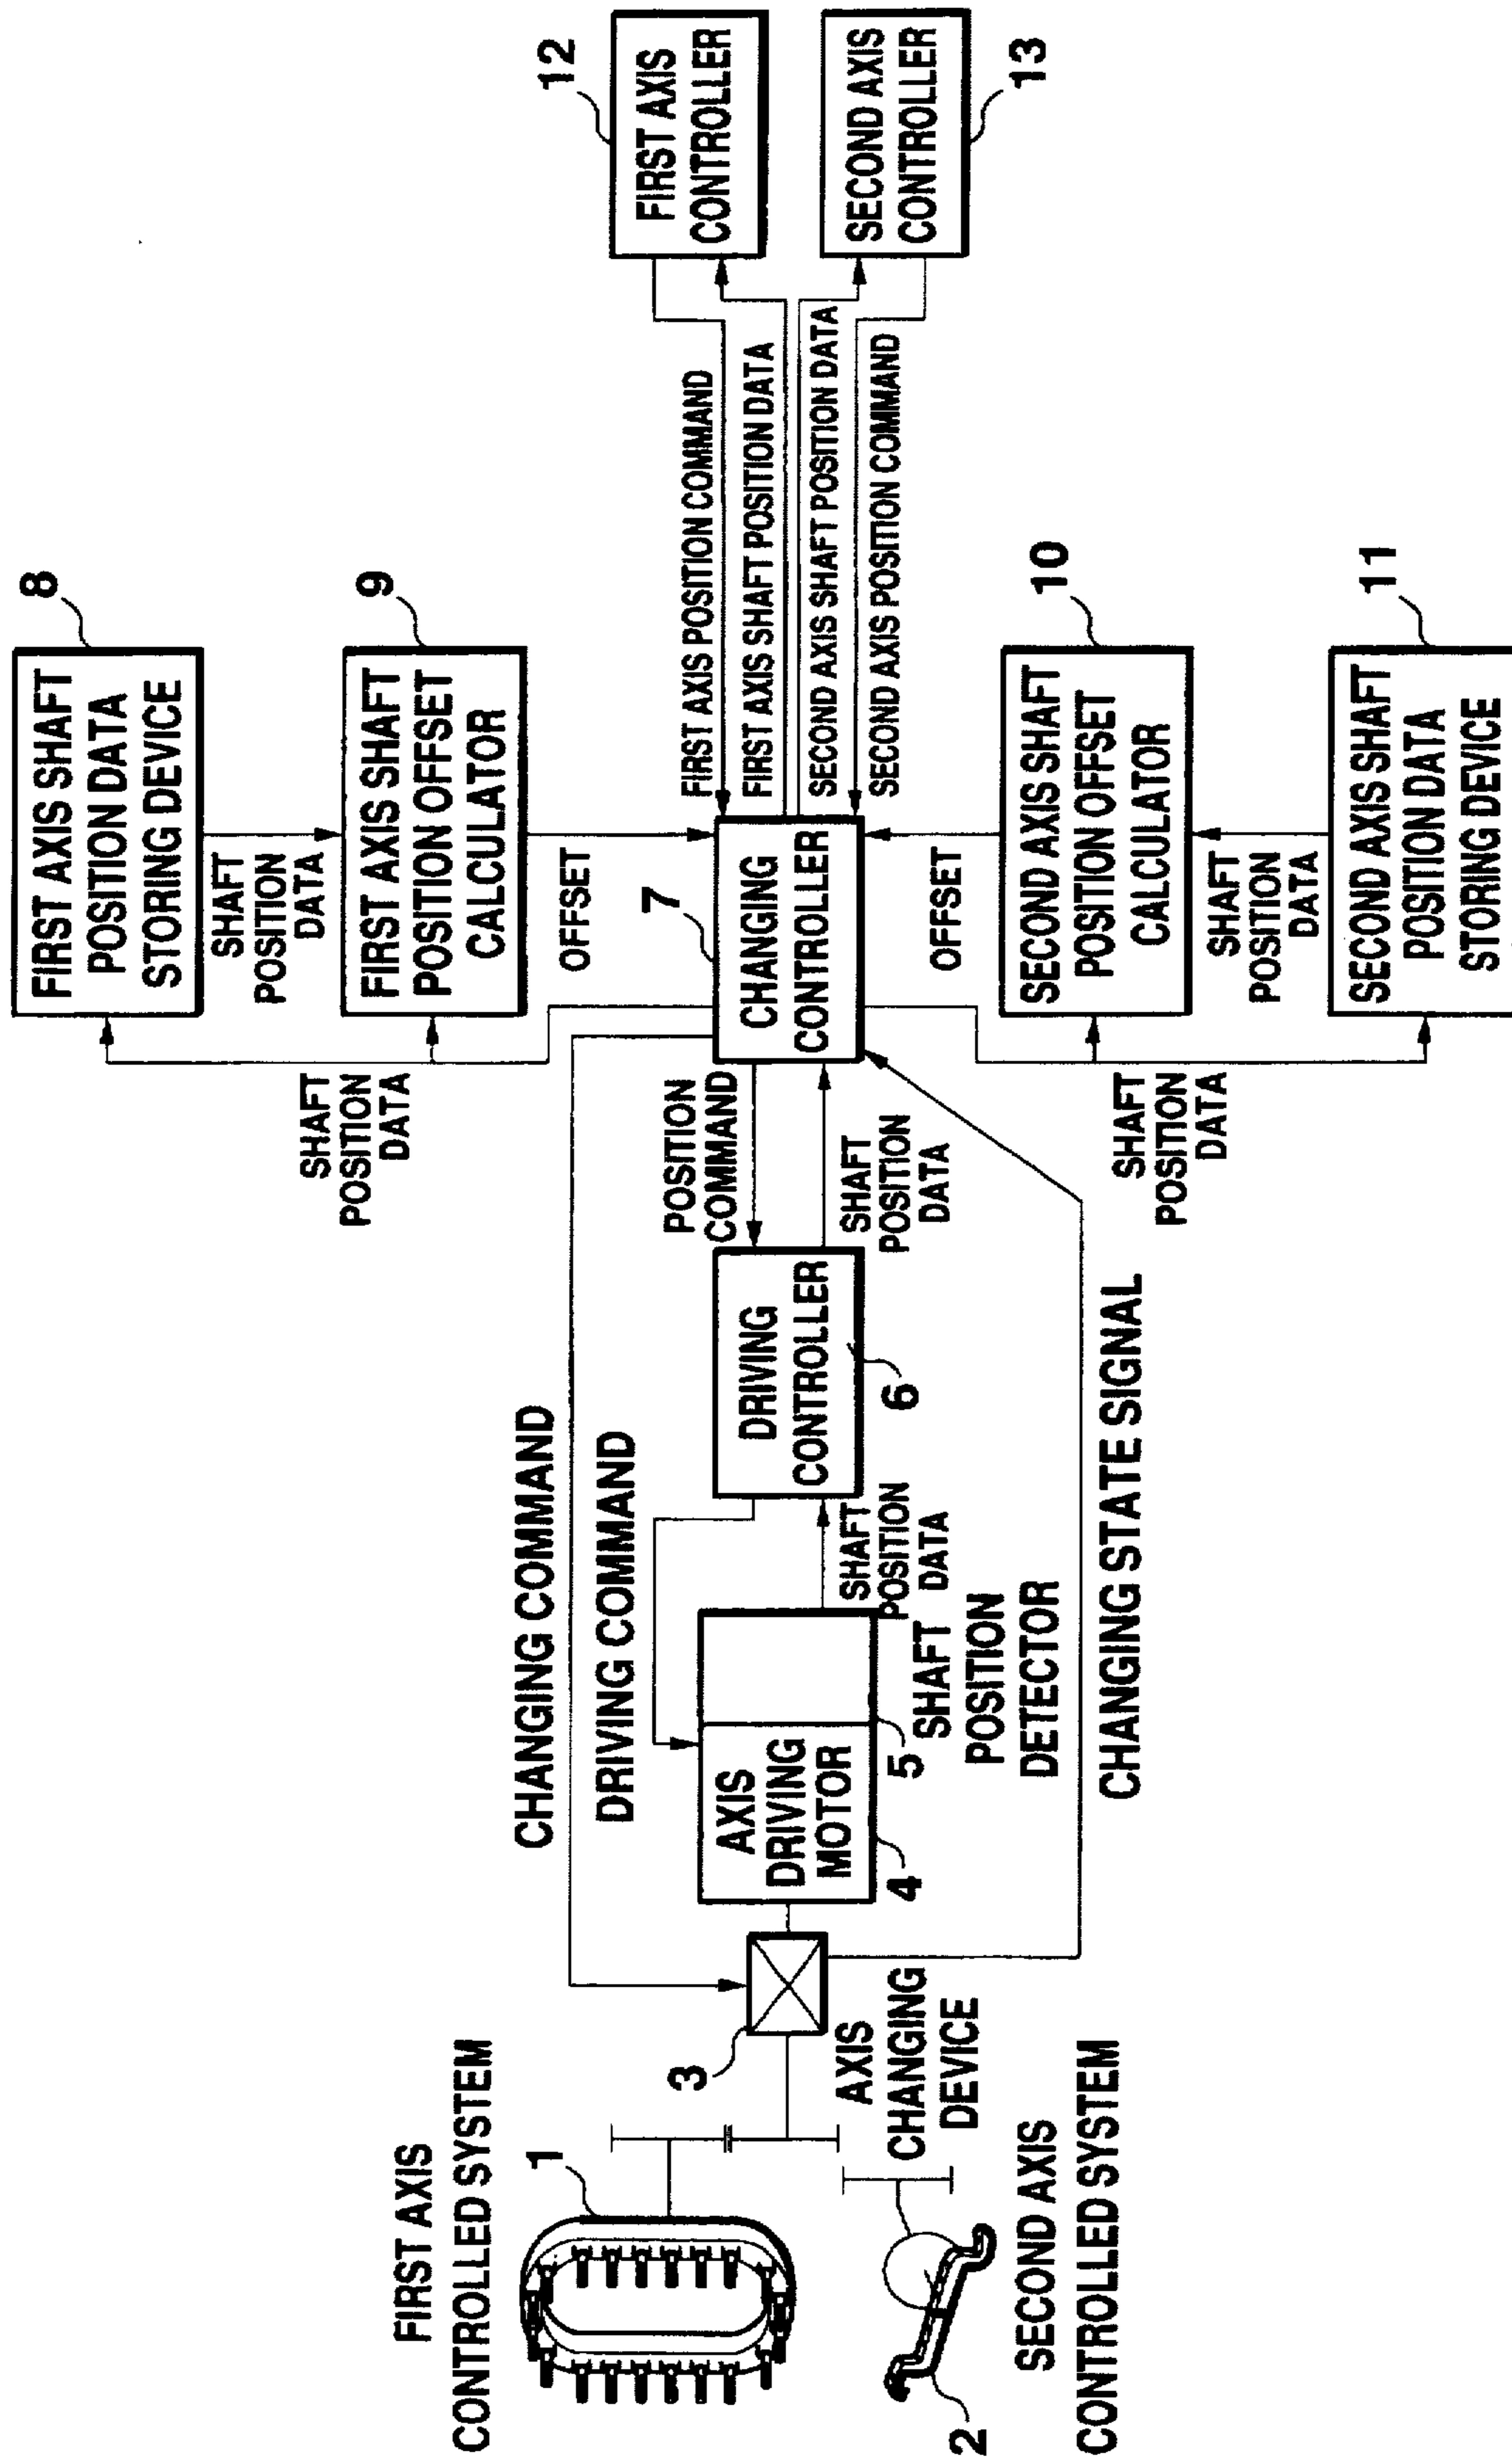 FIRST AXIS
CONTROLLED SYSTEM
1
2
SECOND AXIS
CONTROLLED SYSTEM
3
AXIS
CHANGING
DEVICE
CHANGING COMMAND
DRIVING COMMAND
AXIS
DRIVING
MOTOR
4
5
SHAFT
POSITION
DETECTOR
SHAFT
POSITION
DATA
CHANGING STATE SIGNAL
DRIVING
CONTROLLER
6
POSITION
COMMAND
SHAFT
POSITION
DATA
CHANGING
CONTROLLER
7
SHAFT
POSITION
DATA
FIRST AXIS SHAFT
POSITION DATA
STORING DEVICE
8
SHAFT
POSITION
DATA
FIRST AXIS SHAFT
POSITION OFFSET
CALCULATOR
9
OFFSET
OFFSET
SECOND AXIS SHAFT
POSITION OFFSET
CALCULATOR
10
SHAFT
POSITION
DATA
SECOND AXIS SHAFT
POSITION DATA
STORING DEVICE
11
SHAFT
POSITION
DATA
FIRST AXIS POSITION COMMAND
FIRST AXIS SHAFT POSITION DATA
SECOND AXIS SHAFT POSITION DATA
SECOND AXIS POSITION COMMAND
12
FIRST AXIS
CONTROLLER
SECOND AXIS
CONTROLLER
13